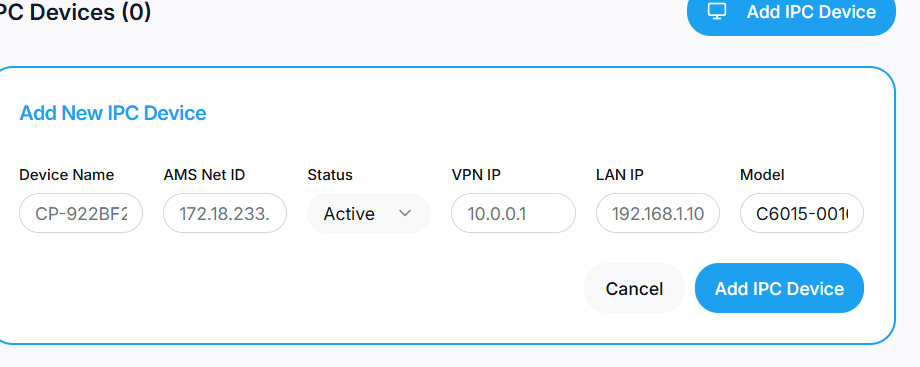 PC Devices (0)
Add IPC Device
Add New IPC Device
Device Name
AMS Net ID
Status
VPN IP
LAN IP
Model
CP-922BF2
172.18.233.
Active
10.0.0.1
192.168.1.10
C6015-001
Cancel
Add IPC Device